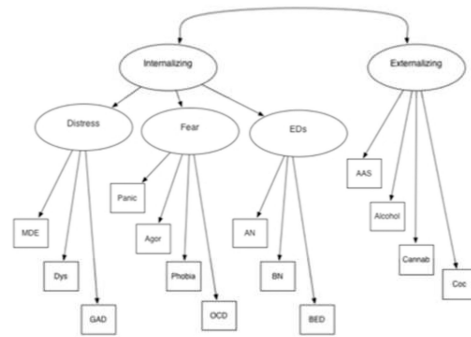 Internalizing
Externalizing
Distress
Fear
EDs
AAS
Panic
Alcohol
MDE
Agor
AN
Cannab
Dys
Phobia
BN
Coc
GAD
OCD
BED